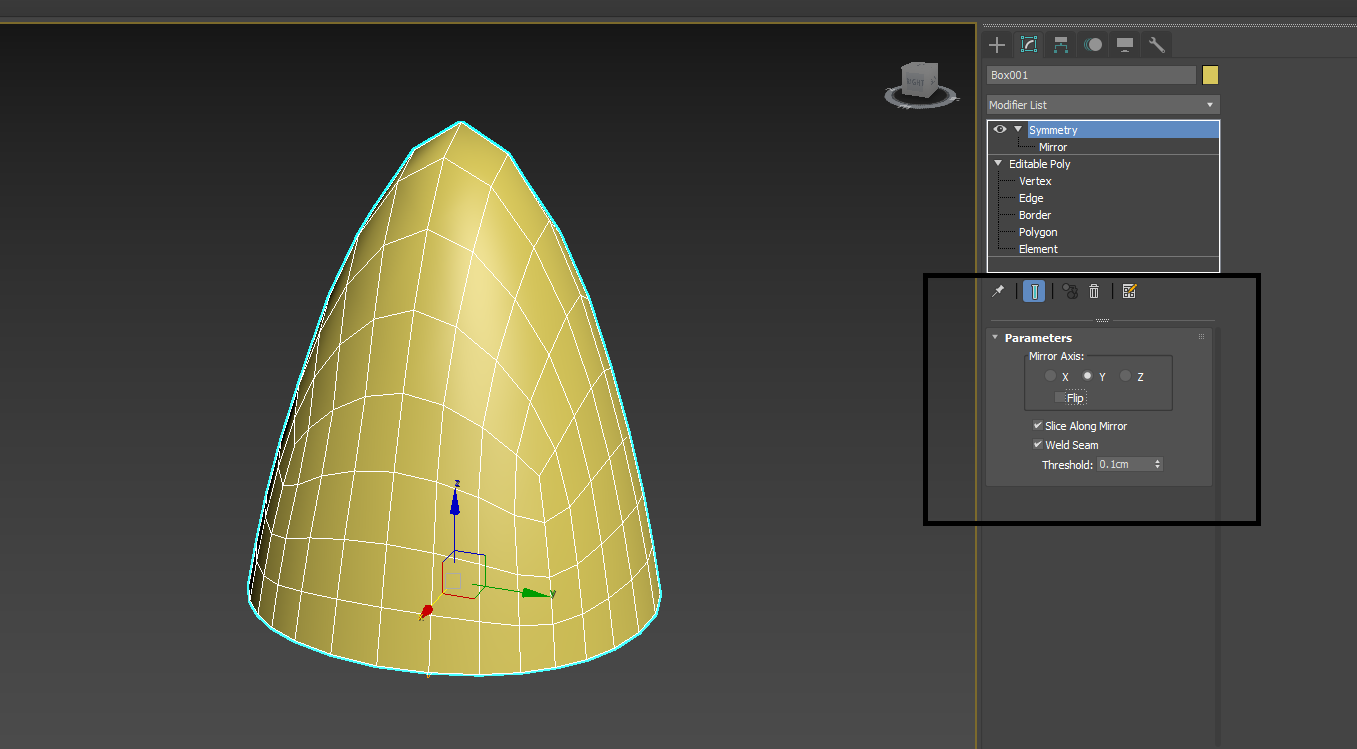 RIGHT
Box001
Modifier List
Symmetry
Mirror
Editable Poly
Vertex
Edge
Border
Polygon
Element
Parameters
Mirror Axis:
X Y Z
Flip
Slice Along Mirror
Weld Seam
Threshold: 0.1cm
z
y
x